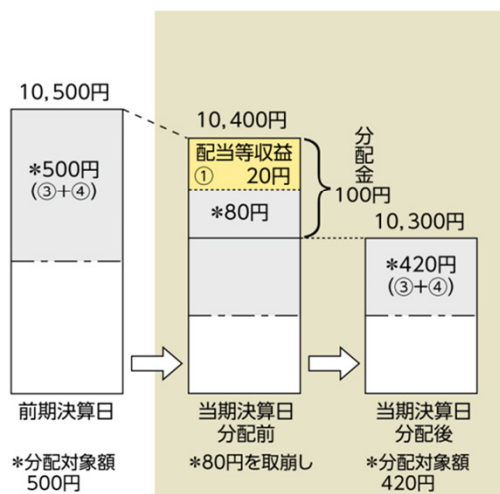 10,500円
*500円
(③+④)
前期決算日
*分配対象額
500円
10,400円
配当等収益
① 20円
*80円
分配金
100円
当期決算日
分配前
*80円を取崩し
10,300円
*420円
(③+④)
当期決算日
分配後
*分配対象額
420円